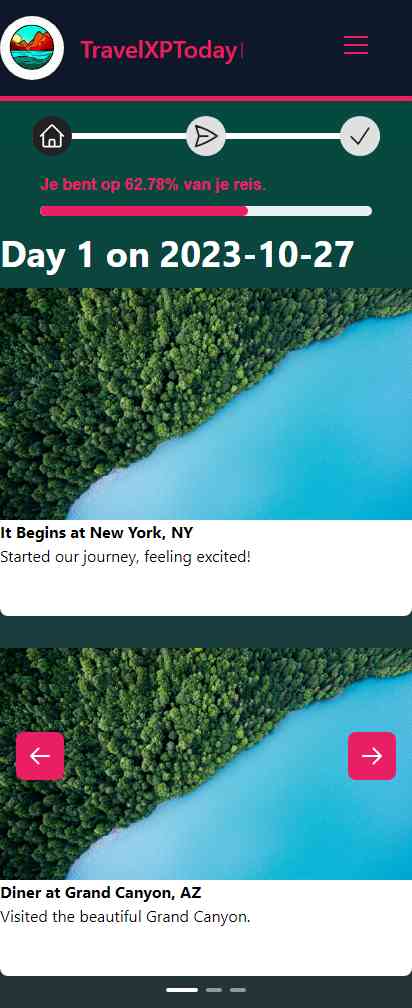 TravelXPToday|
Je bent op 62.78% van je reis.
Day 1 on 2023-10-27
It Begins at New York, NY
Started our journey, feeling excited!
Diner at Grand Canyon, AZ
Visited the beautiful Grand Canyon.